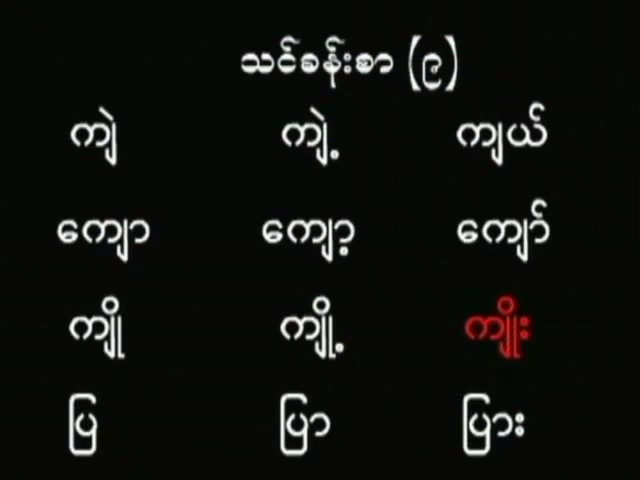 သင်ခန်းစာ (၉)
ကျဲ ကျဲ့ ကျယ်
ကျော ကျော့ ကျော်
ကျို ကျို့ ကျိုး
ပြ ပြာ ပြား